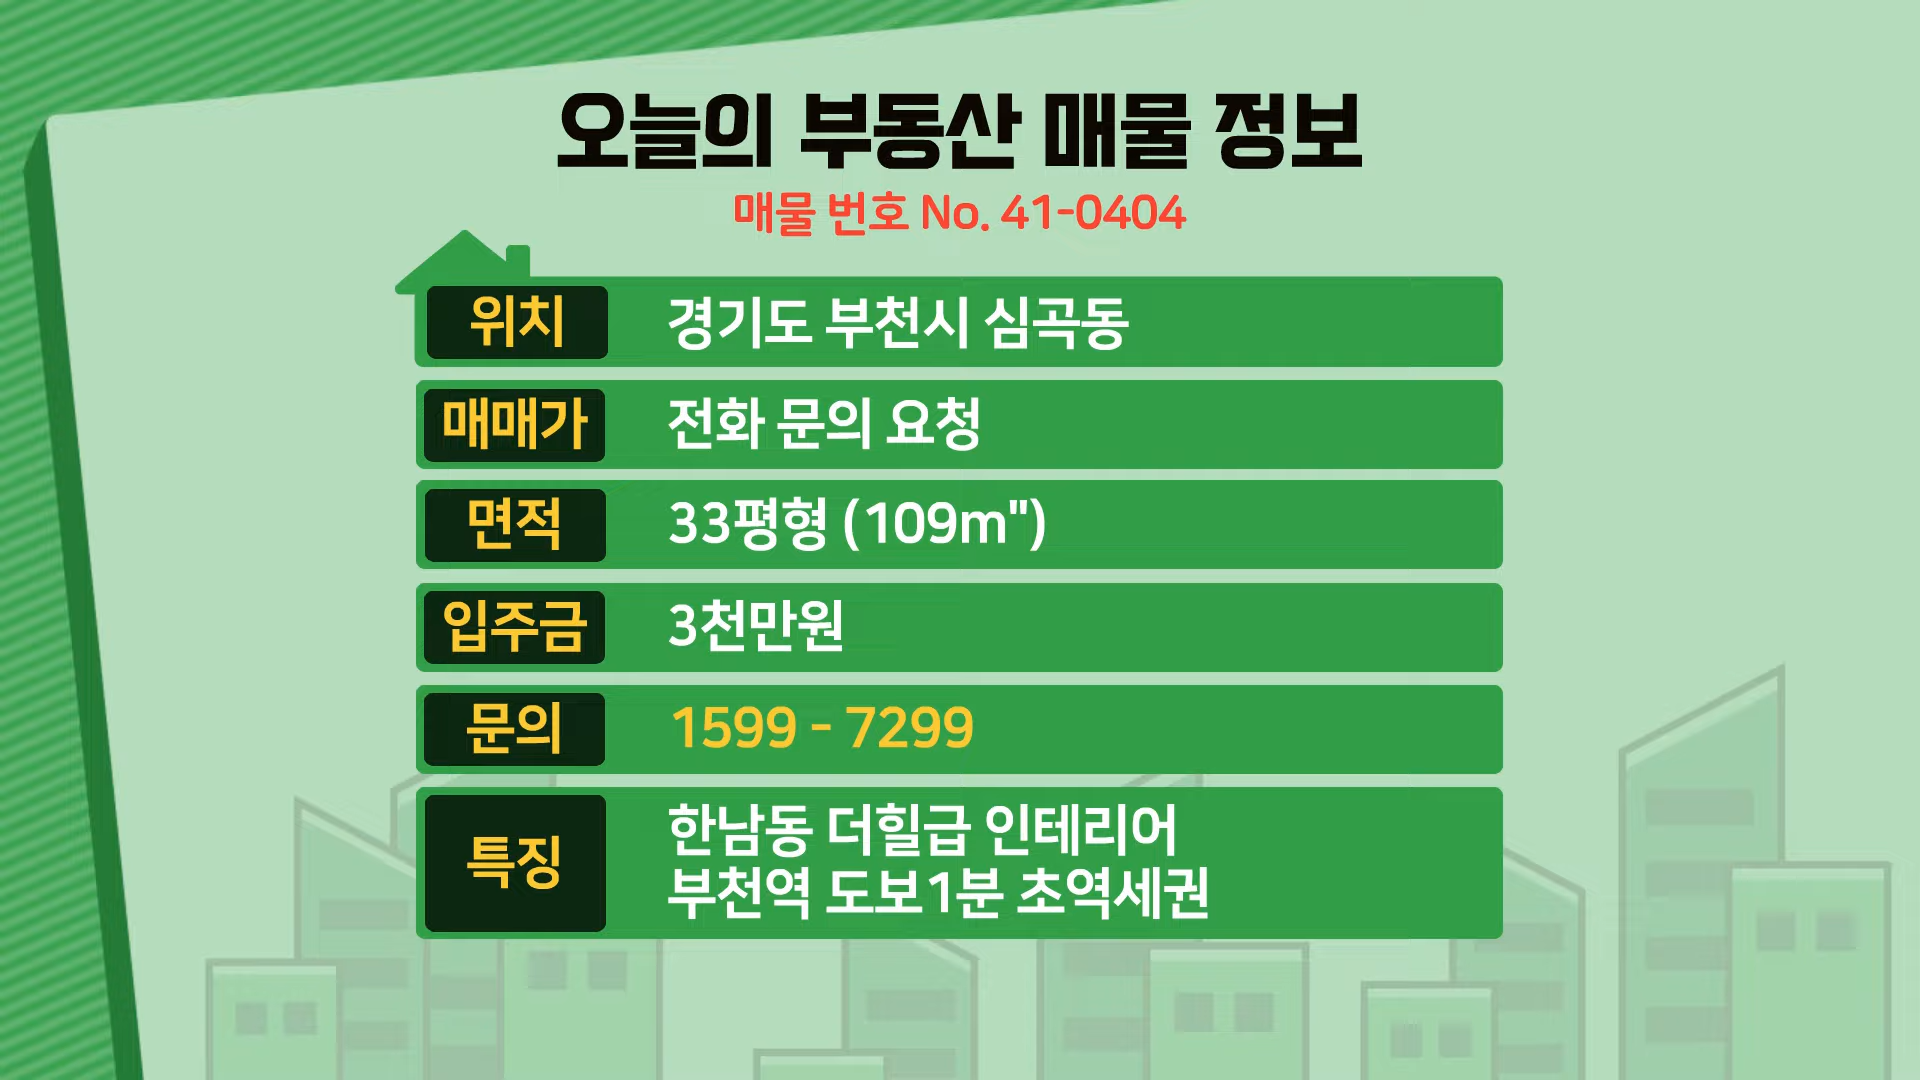 오늘의 부동산 매물 정보
매물 번호 No. 41-0404
위치 경기도 부천시 심곡동
매매가 전화 문의 요청
면적 33평형 (109m")
입주금 3천만원
문의 1599 - 7299
특징 한남동 더힐급 인테리어
부천역 도보1분 초역세권